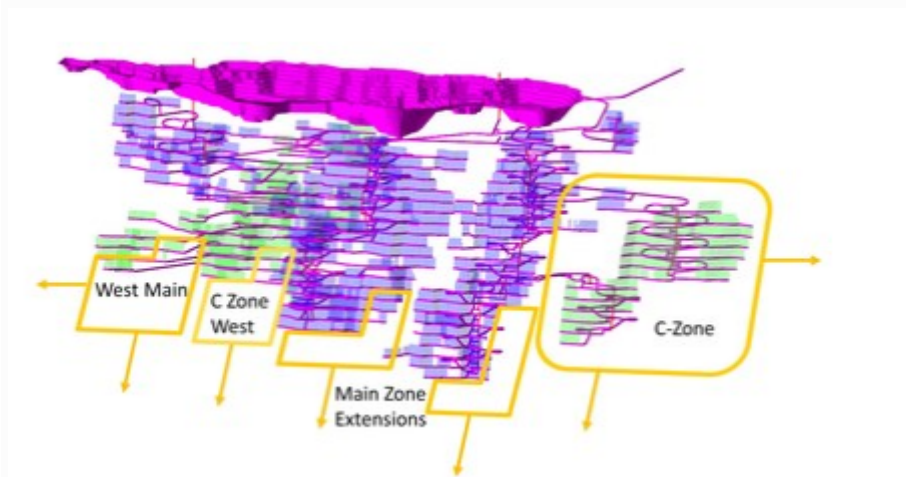 West Main
C Zone
West
Main Zone
Extensions
C-Zone